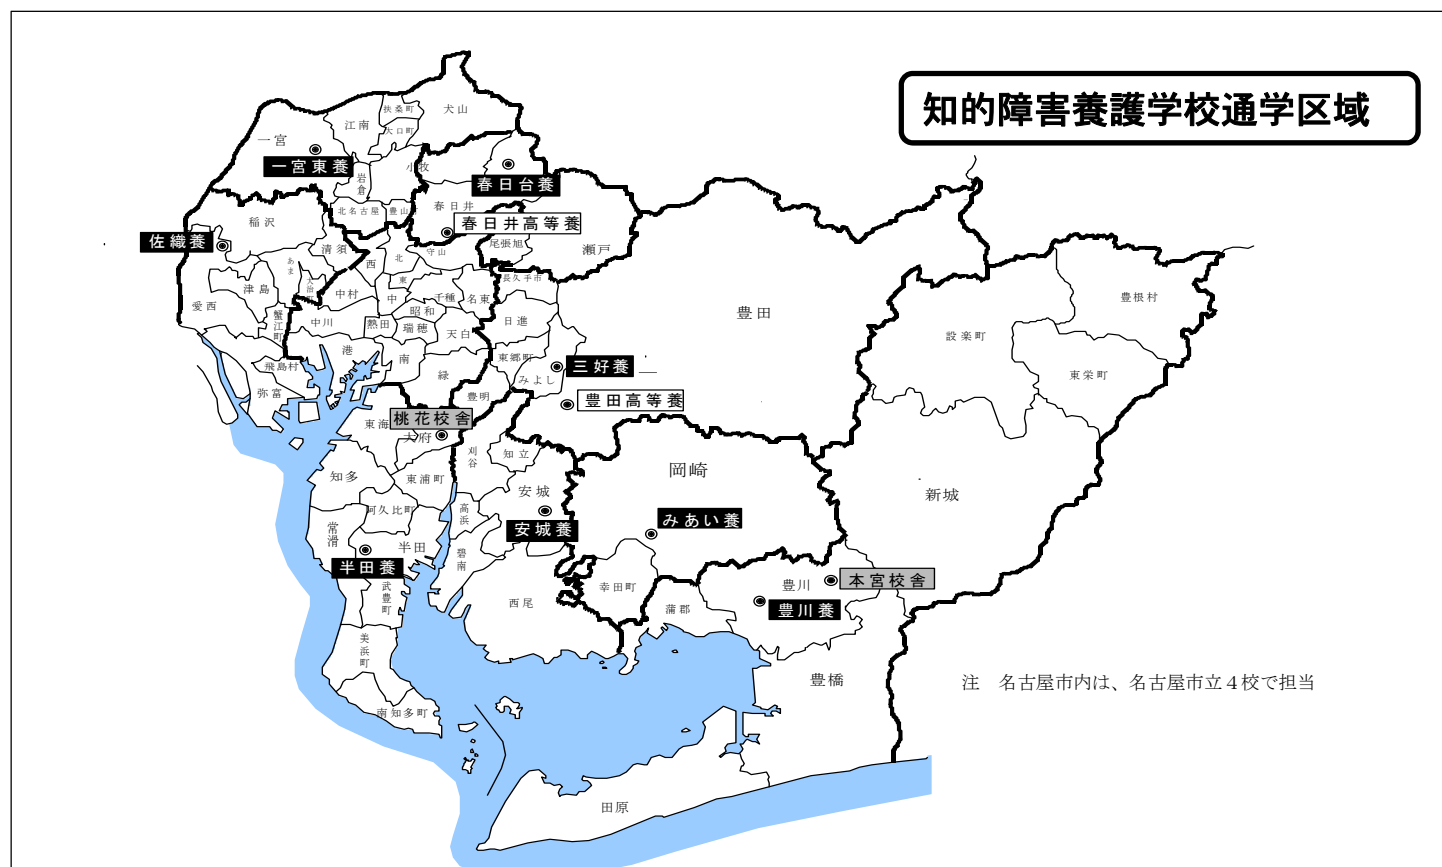 知的障害養護学校通学区域
扶桑町
犬山
江南
大口町
一宮
小牧
一宮東養
岩倉
春日台養
春日井
北名古屋
豊山町
稲沢
春日井高等養
佐織養
清須
西
北
守山
尾張旭
瀬戸
あま
大治町
津島
中村
東
中
千種
名東
長久手市
愛西
蟹江町
中川
熱田
昭和
瑞穂
天白
日進
豊田
豊根村
設楽町
東栄町
港
南
東郷町
飛島村
緑
みよし
三好養
弥富
豊明
豊田高等養
桃花校舎
東海
大府
刈谷
知立
岡崎
知多
東浦町
安城
新城
阿久比町
高浜
常滑
安城養
みあい養
半田
碧南
半田養
武豊町
西尾
幸田町
蒲郡
豊川
本宮校舎
豊川養
美浜町
豊橋
南知多町
田原
注 名古屋市内は、名古屋市立４校で担当